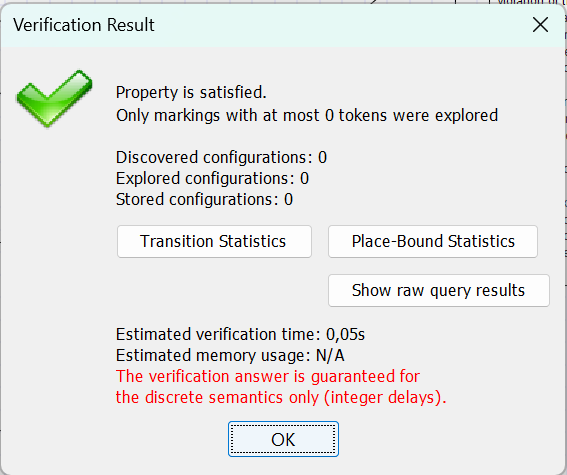 Verification Result
Property is satisfied.
Only markings with at most 0 tokens were explored
Discovered configurations: 0
Explored configurations: 0
Stored configurations: 0
Transition Statistics
Place-Bound Statistics
Show raw query results
Estimated verification time: 0,05s
Estimated memory usage: N/A
The verification answer is guaranteed for
the discrete semantics only (integer delays).
OK